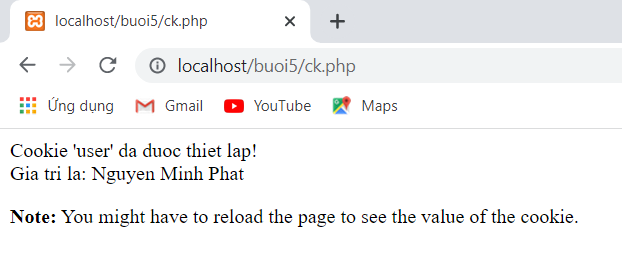 localhost/buoi5/ck.php
localhost/buoi5/ck.php
Ứng dụng Gmail YouTube Maps
Cookie 'user' da duoc thiet lap!
Gia tri la: Nguyen Minh Phat
Note: You might have to reload the page to see the value of the cookie.